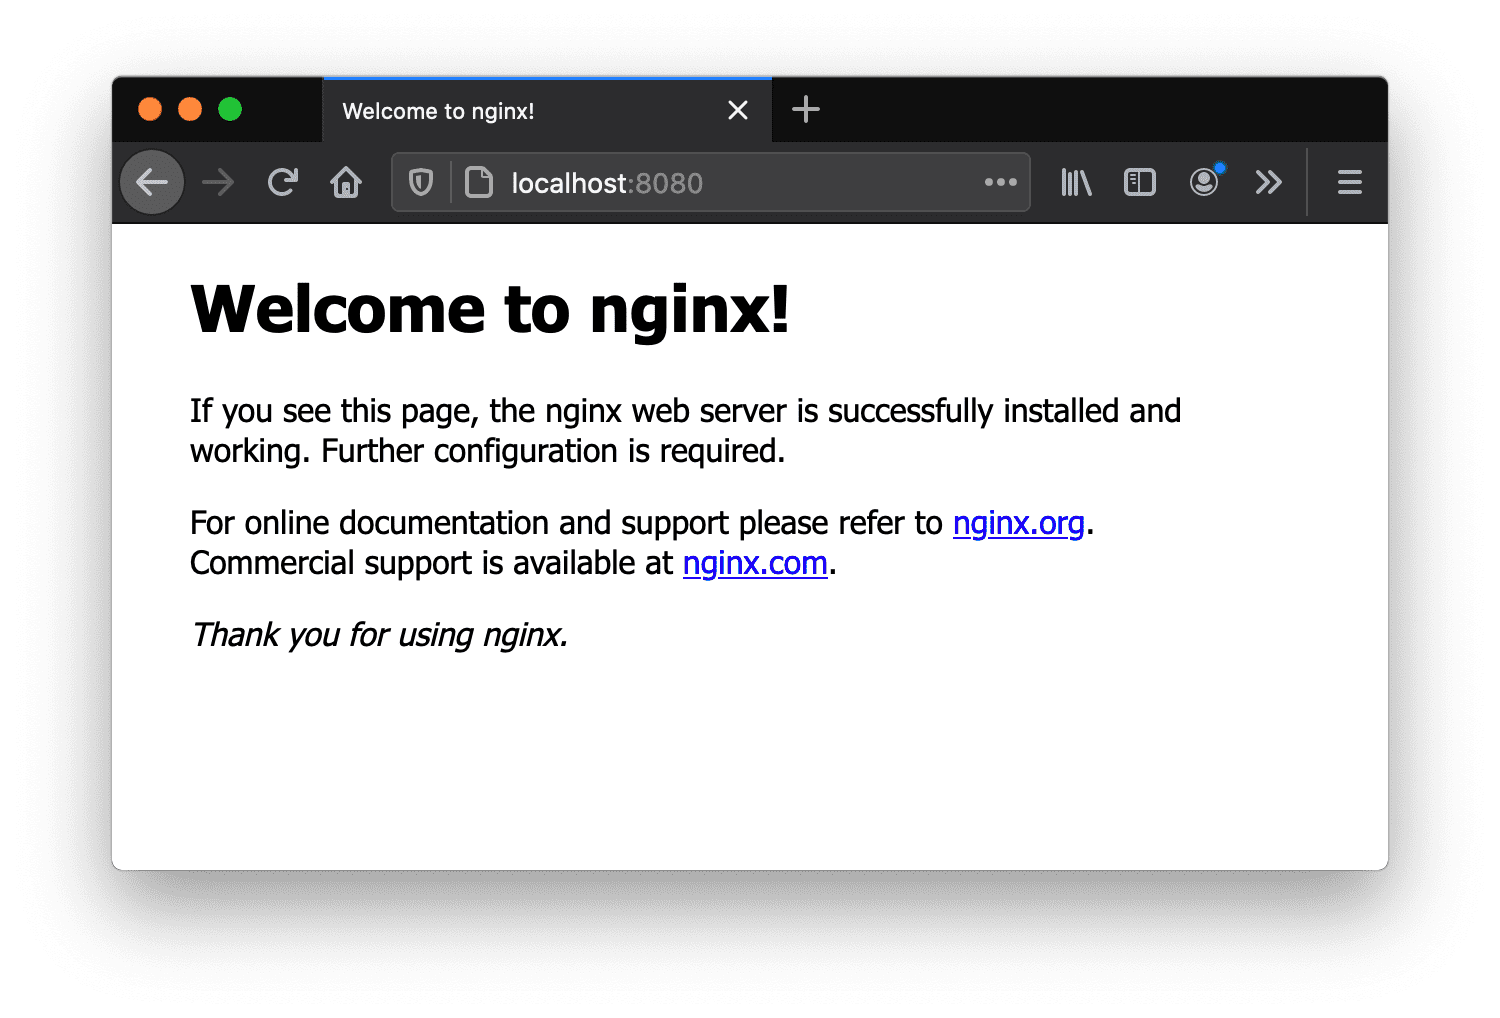 Welcome to nginx!
localhost:8080
Welcome to nginx!
If you see this page, the nginx web server is successfully installed and
working. Further configuration is required.
For online documentation and support please refer to nginx.org.
Commercial support is available at nginx.com.
Thank you for using nginx.